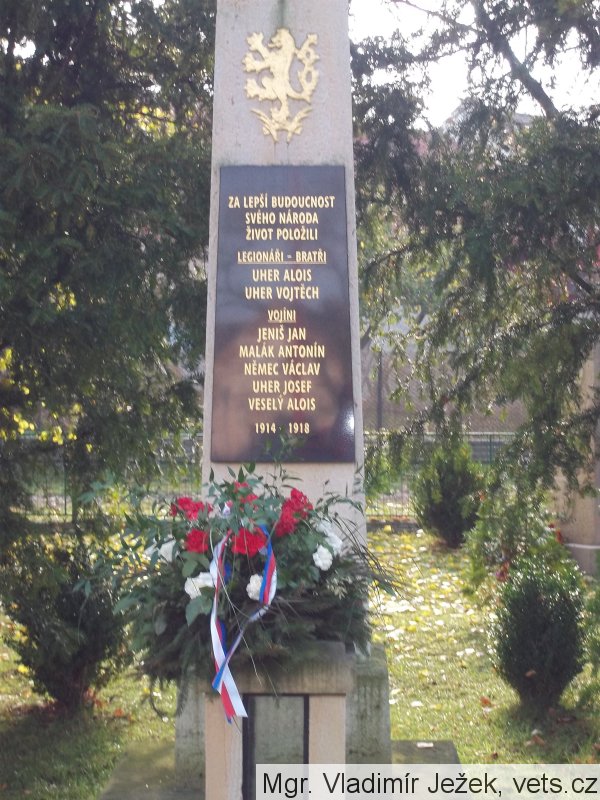 ZA LEPŠÍ BUDOUCNOST
SVÉHO NÁRODA
ŽIVOT POLOŽILI
LEGIONÁŘI - BRATŘI
UHER ALOIS
UHER VOJTĚCH
VOJÍNI
JENIŠ JAN
MALÁK ANTONÍN
NĚMEC VÁCLAV
UHER JOSEF
VESELÝ ALOIS
1914 - 1918
Mgr. Vladimír Ježek, vets.cz